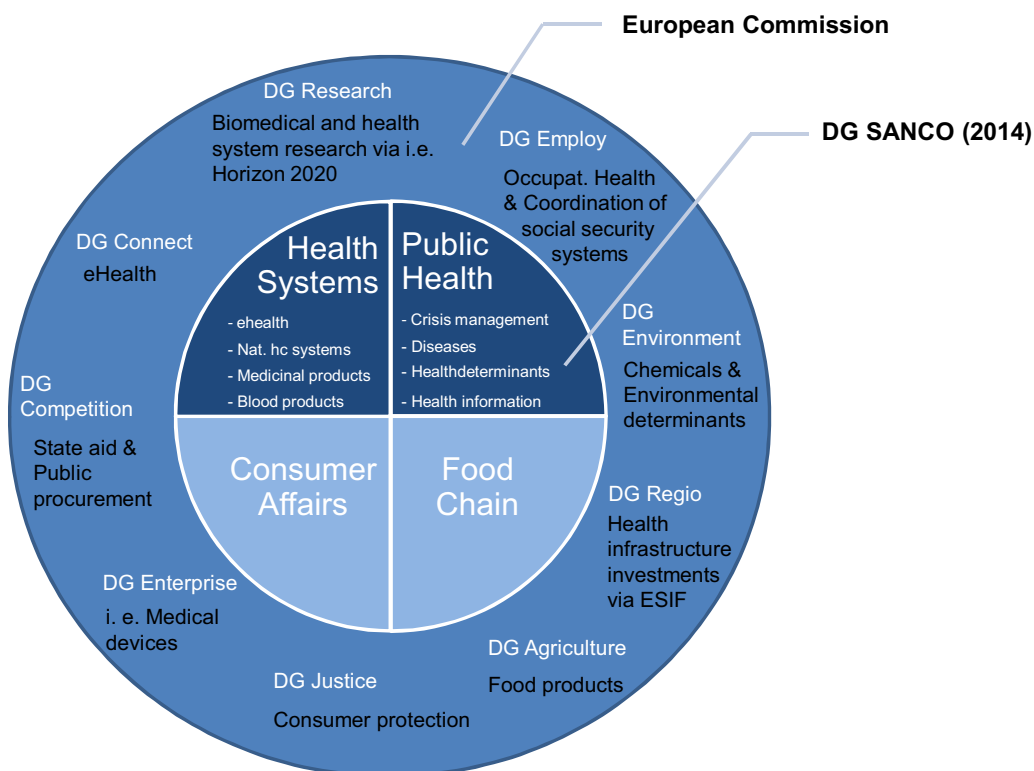 European Commission
DG SANCO (2014)
DG Research
Biomedical and health
system research via i.e.
Horizon 2020
DG Employ
Occupat. Health
& Coordination of
social security
systems
DG Connect
eHealth
Health
Systems
- ehealth
- Nat. hc systems
- Medicinal products
- Blood products
Public
Health
- Crisis management
- Diseases
- Healthdeterminants
- Health information
DG
Environment
Chemicals &
Environmental
determinants
DG
Competition
State aid &
Public
procurement
Consumer
Affairs
Food
Chain
DG Regio
Health
infrastructure
investments
via ESIF
DG Enterprise
i. e. Medical
devices
DG Agriculture
Food products
DG Justice
Consumer protection